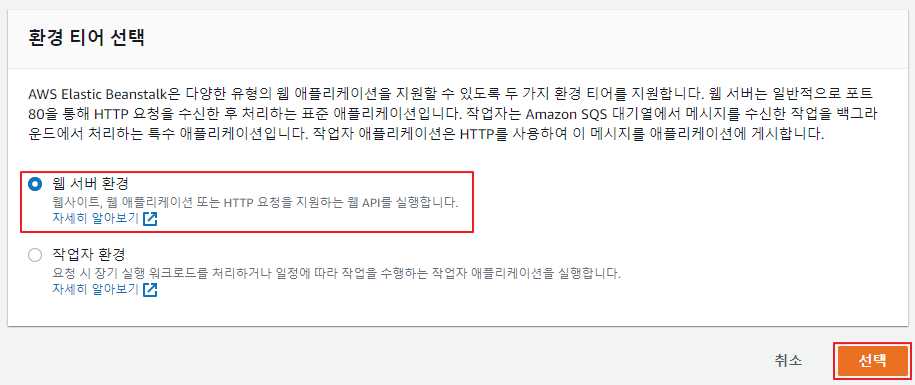 환경 티어 선택
AWS Elastic Beanstalk은 다양한 유형의 웹 애플리케이션을 지원할 수 있도록 두 가지 환경 티어를 지원합니다. 웹 서버는 일반적으로 포트
80을 통해 HTTP 요청을 수신한 후 처리하는 표준 애플리케이션입니다. 작업자는 Amazon SQS 대기열에서 메시지를 수신한 작업을 백그라
운드에서 처리하는 특수 애플리케이션입니다. 작업자 애플리케이션은 HTTP를 사용하여 이 메시지를 애플리케이션에 게시합니다.
웹 서버 환경
웹사이트, 웹 애플리케이션 또는 HTTP 요청을 지원하는 웹 API를 실행합니다.
자세히 알아보기
작업자 환경
요청 시 장기 실행 워크로드를 처리하거나 일정에 따라 작업을 수행하는 작업자 애플리케이션을 실행합니다.
자세히 알아보기
취소
선택